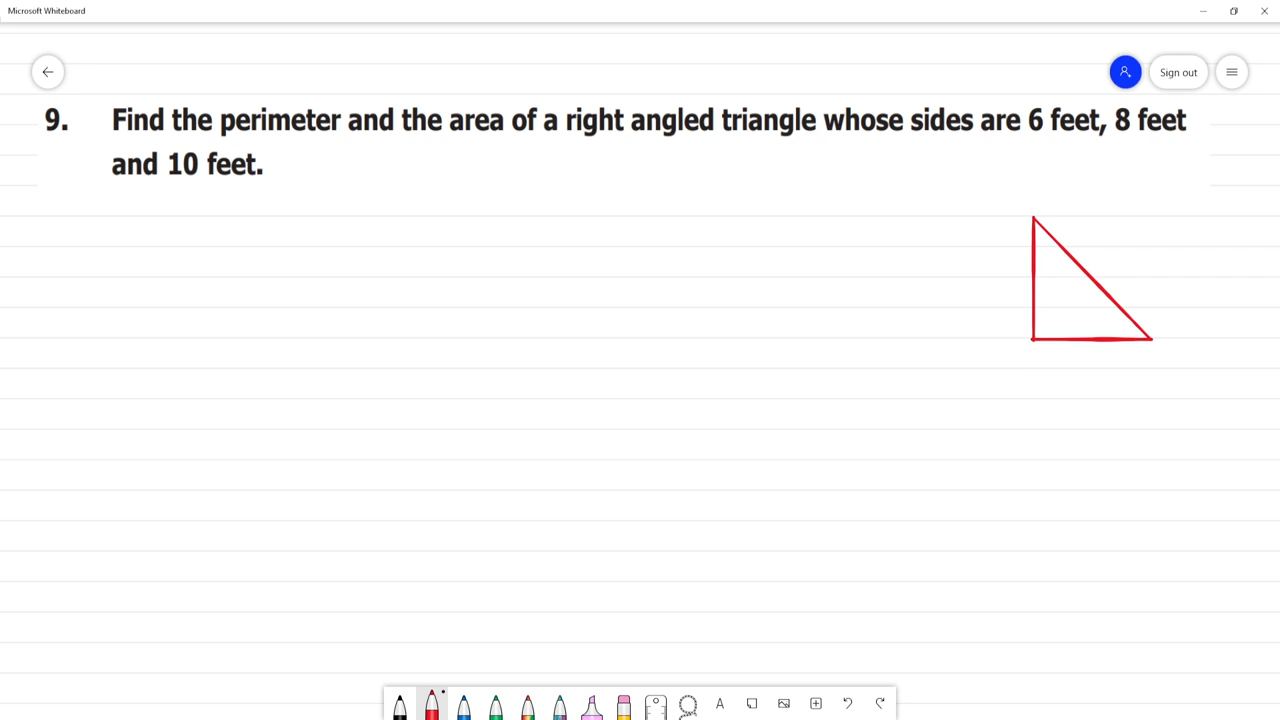 Microsoft Whiteboard
Sign out
9. Find the perimeter and the area of a right angled triangle whose sides are 6 feet, 8 feet
and 10 feet.
A